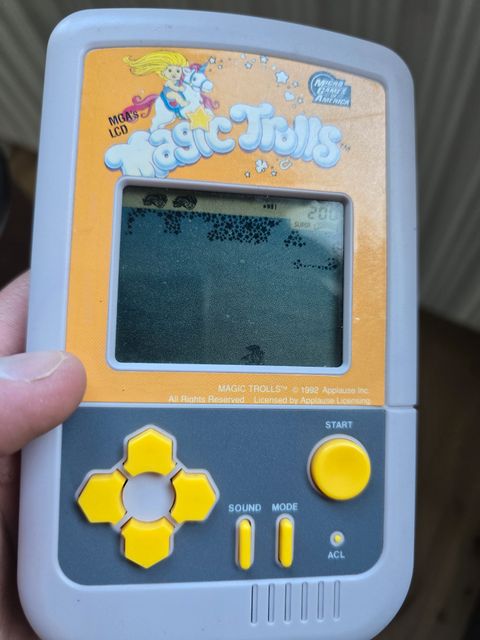 MICRO
GAMES
OF
AMERICA
MGA's
LCD
Magic Trolls™
200
MAGIC TROLLS™ © 1992 Applause Inc.
All Rights Reserved Licensed by Applause Licensing.
START
SOUND MODE
ACL